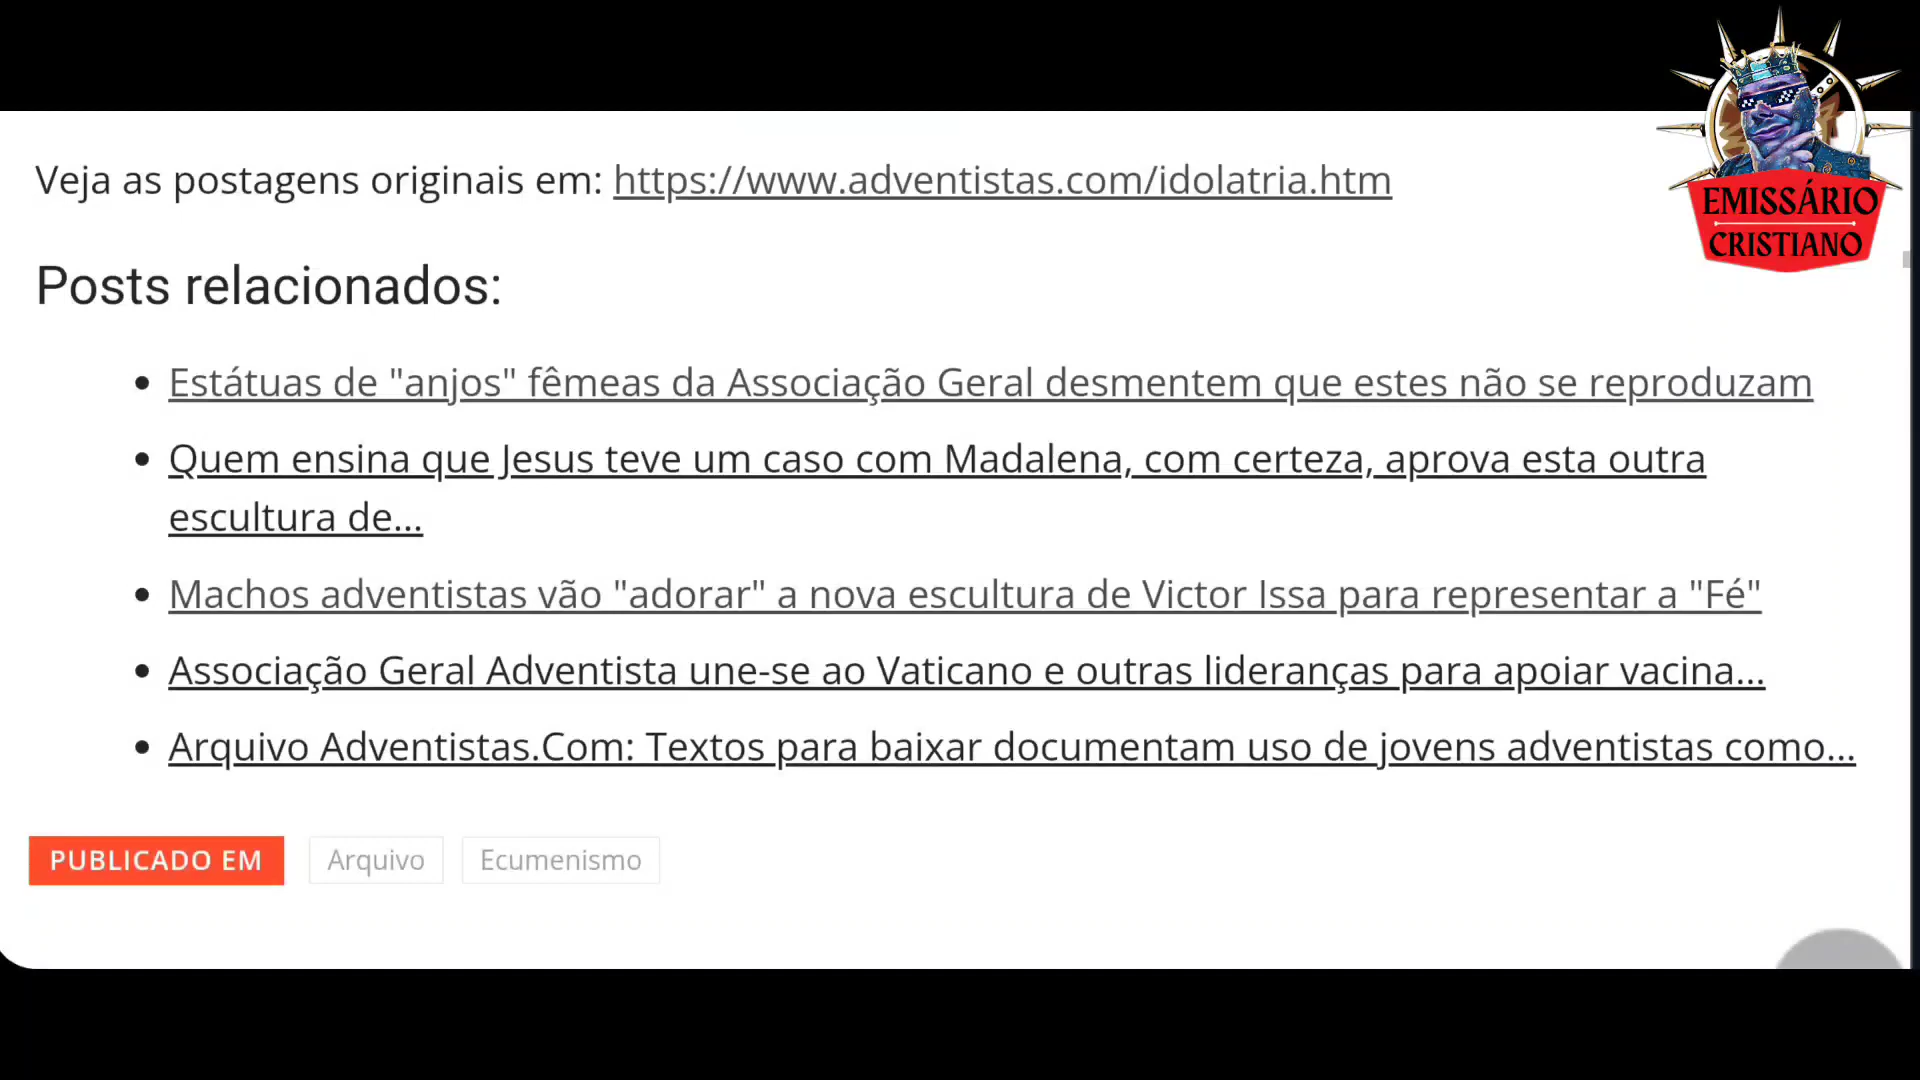 Veja as postagens originais em: https://www.adventistas.com/idolatria.htm
EMISSÁRIO
CRISTIANO
Posts relacionados:
Estátuas de "anjos" fêmeas da Associação Geral desmentem que estes não se reproduzam
Quem ensina que Jesus teve um caso com Madalena, com certeza, aprova esta outra
escultura de...
Machos adventistas vão "adorar" a nova escultura de Victor Issa para representar a "Fé"
Associação Geral Adventista une-se ao Vaticano e outras lideranças para apoiar vacina...
Arquivo Adventistas.Com: Textos para baixar documentam uso de jovens adventistas como...
PUBLICADO EM Arquivo Ecumenismo